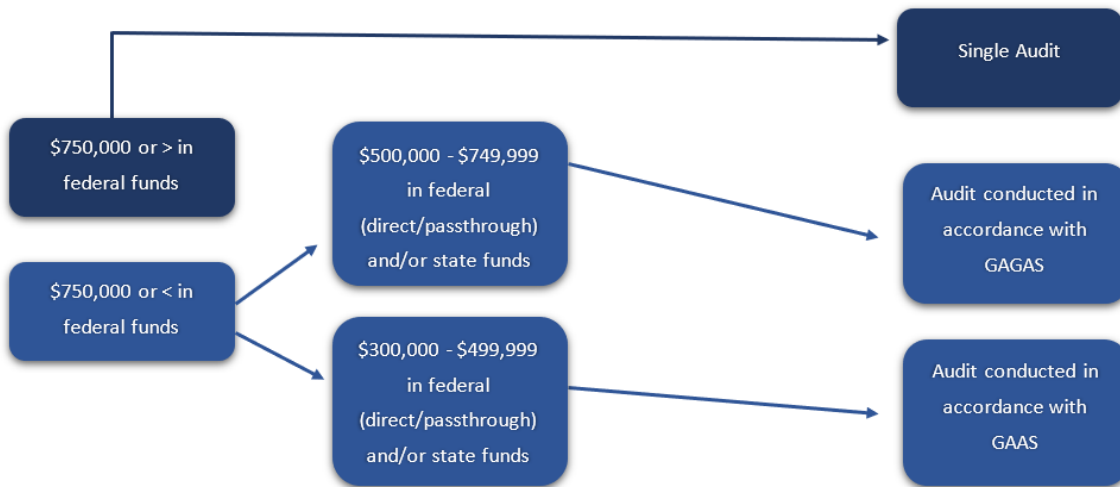 Single Audit
$750,000 or > in
federal funds
$500,000 - $749,999
in federal
(direct/passthrough)
and/or state funds
Audit conducted in
accordance with
GAGAS
$750,000 or < in
federal funds
$300,000 - $499,999
in federal
(direct/passthrough)
and/or state funds
Audit conducted in
accordance with
GAAS